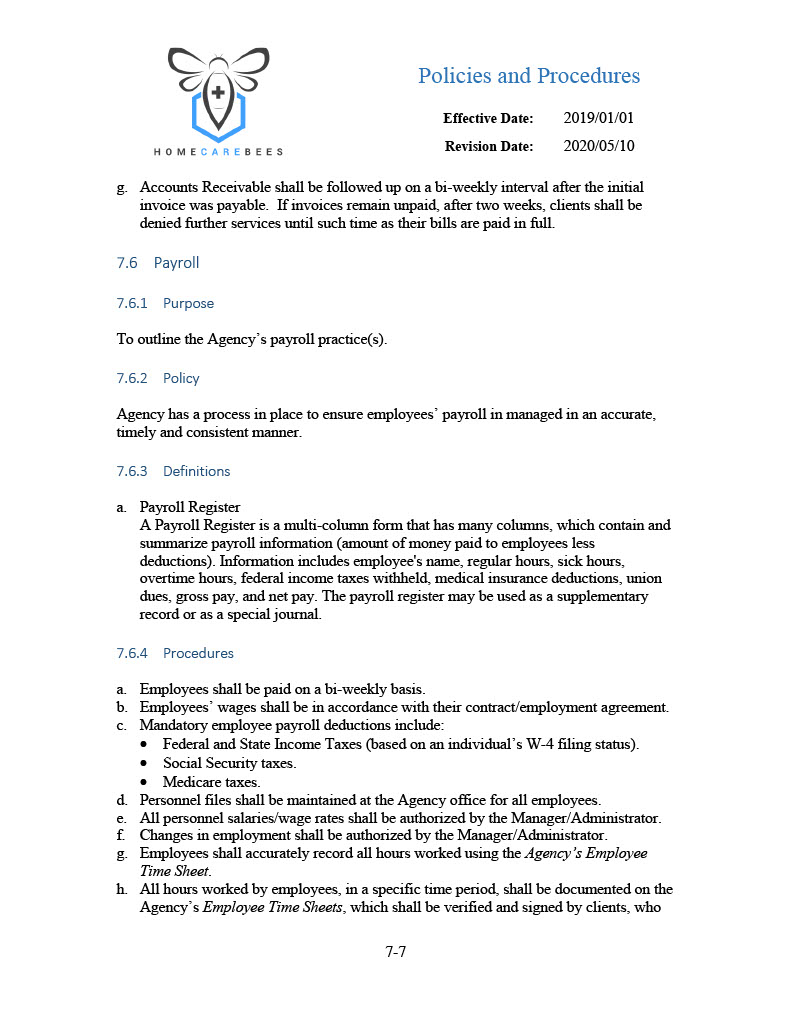 HOMECAREBEES
Policies and Procedures
Effective Date: 2019/01/01
Revision Date: 2020/05/10
g. Accounts Receivable shall be followed up on a bi-weekly interval after the initial
invoice was payable.  If invoices remain unpaid, after two weeks, clients shall be
denied further services until such time as their bills are paid in full.
7.6 Payroll
7.6.1 Purpose
To outline the Agency’s payroll practice(s).
7.6.2 Policy
Agency has a process in place to ensure employees’ payroll in managed in an accurate,
timely and consistent manner.
7.6.3 Definitions
a. Payroll Register
A Payroll Register is a multi-column form that has many columns, which contain and
summarize payroll information (amount of money paid to employees less
deductions). Information includes employee's name, regular hours, sick hours,
overtime hours, federal income taxes withheld, medical insurance deductions, union
dues, gross pay, and net pay. The payroll register may be used as a supplementary
record or as a special journal.
7.6.4 Procedures
a. Employees shall be paid on a bi-weekly basis.
b. Employees’ wages shall be in accordance with their contract/employment agreement.
c. Mandatory employee payroll deductions include:
• Federal and State Income Taxes (based on an individual’s W-4 filing status).
• Social Security taxes.
• Medicare taxes.
d. Personnel files shall be maintained at the Agency office for all employees.
e. All personnel salaries/wage rates shall be authorized by the Manager/Administrator.
f. Changes in employment shall be authorized by the Manager/Administrator.
g. Employees shall accurately record all hours worked using the Agency’s Employee
Time Sheet.
h. All hours worked by employees, in a specific time period, shall be documented on the
Agency’s Employee Time Sheets, which shall be verified and signed by clients, who
7-7